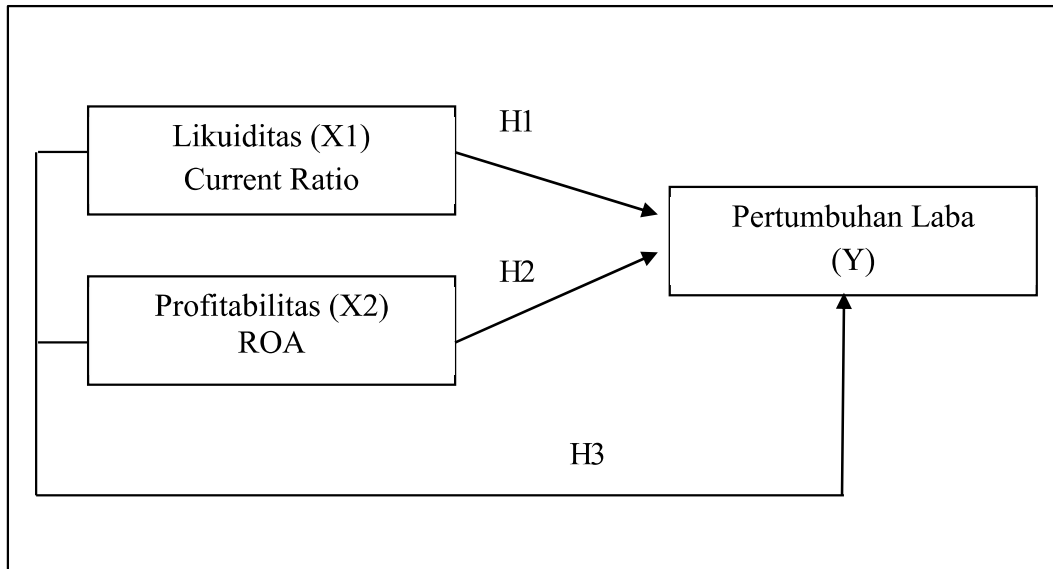 Likuiditas (X1)
Current Ratio
H1
Pertumbuhan Laba
(Y)
Profitabilitas (X2)
ROA
H2
H3